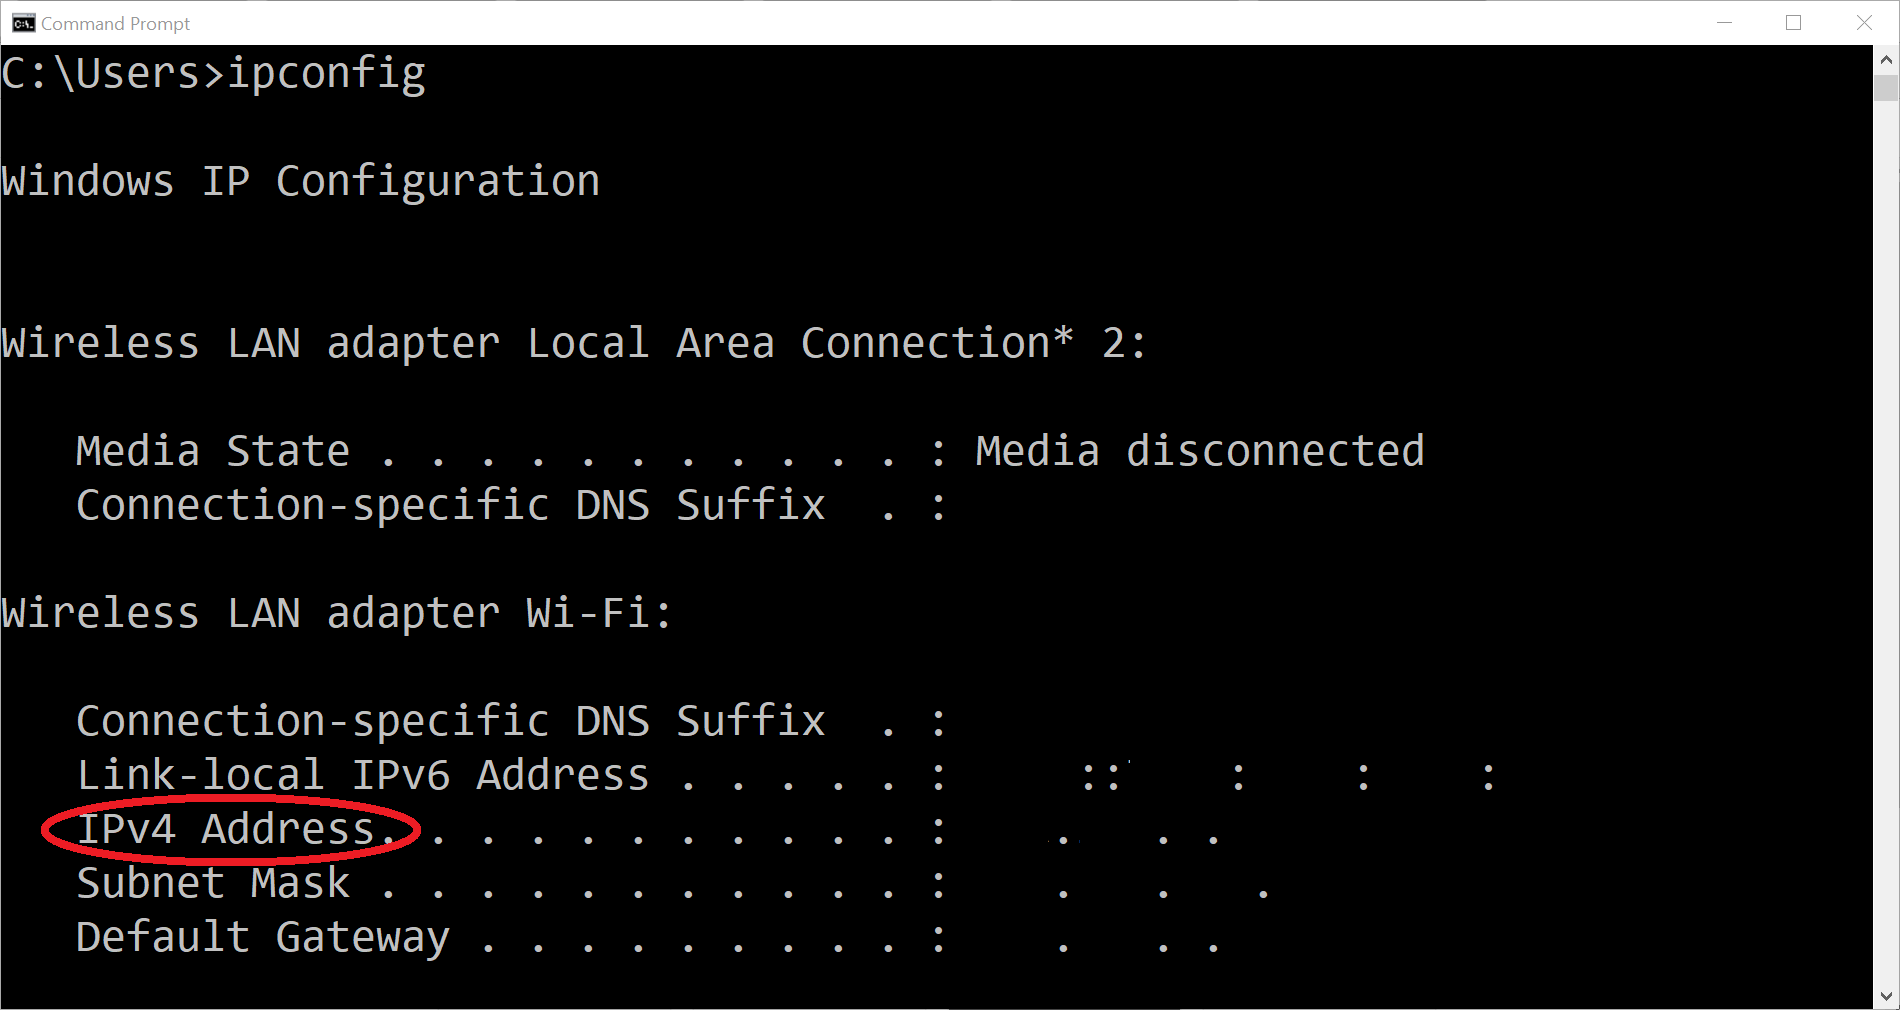 Command Prompt
C:\Users>ipconfig
Windows IP Configuration
Wireless LAN adapter Local Area Connection* 2:
Media State . . . . . . . . . . . : Media disconnected
Connection-specific DNS Suffix  . :
Wireless LAN adapter Wi-Fi:
Connection-specific DNS Suffix  . :
Link-local IPv6 Address . . . . . :      ::    :    :    :
IPv4 Address. . . . . . . . . . . :    .   . .
Subnet Mask . . . . . . . . . . . :    .   .   .
Default Gateway . . . . . . . . . :    .   . .